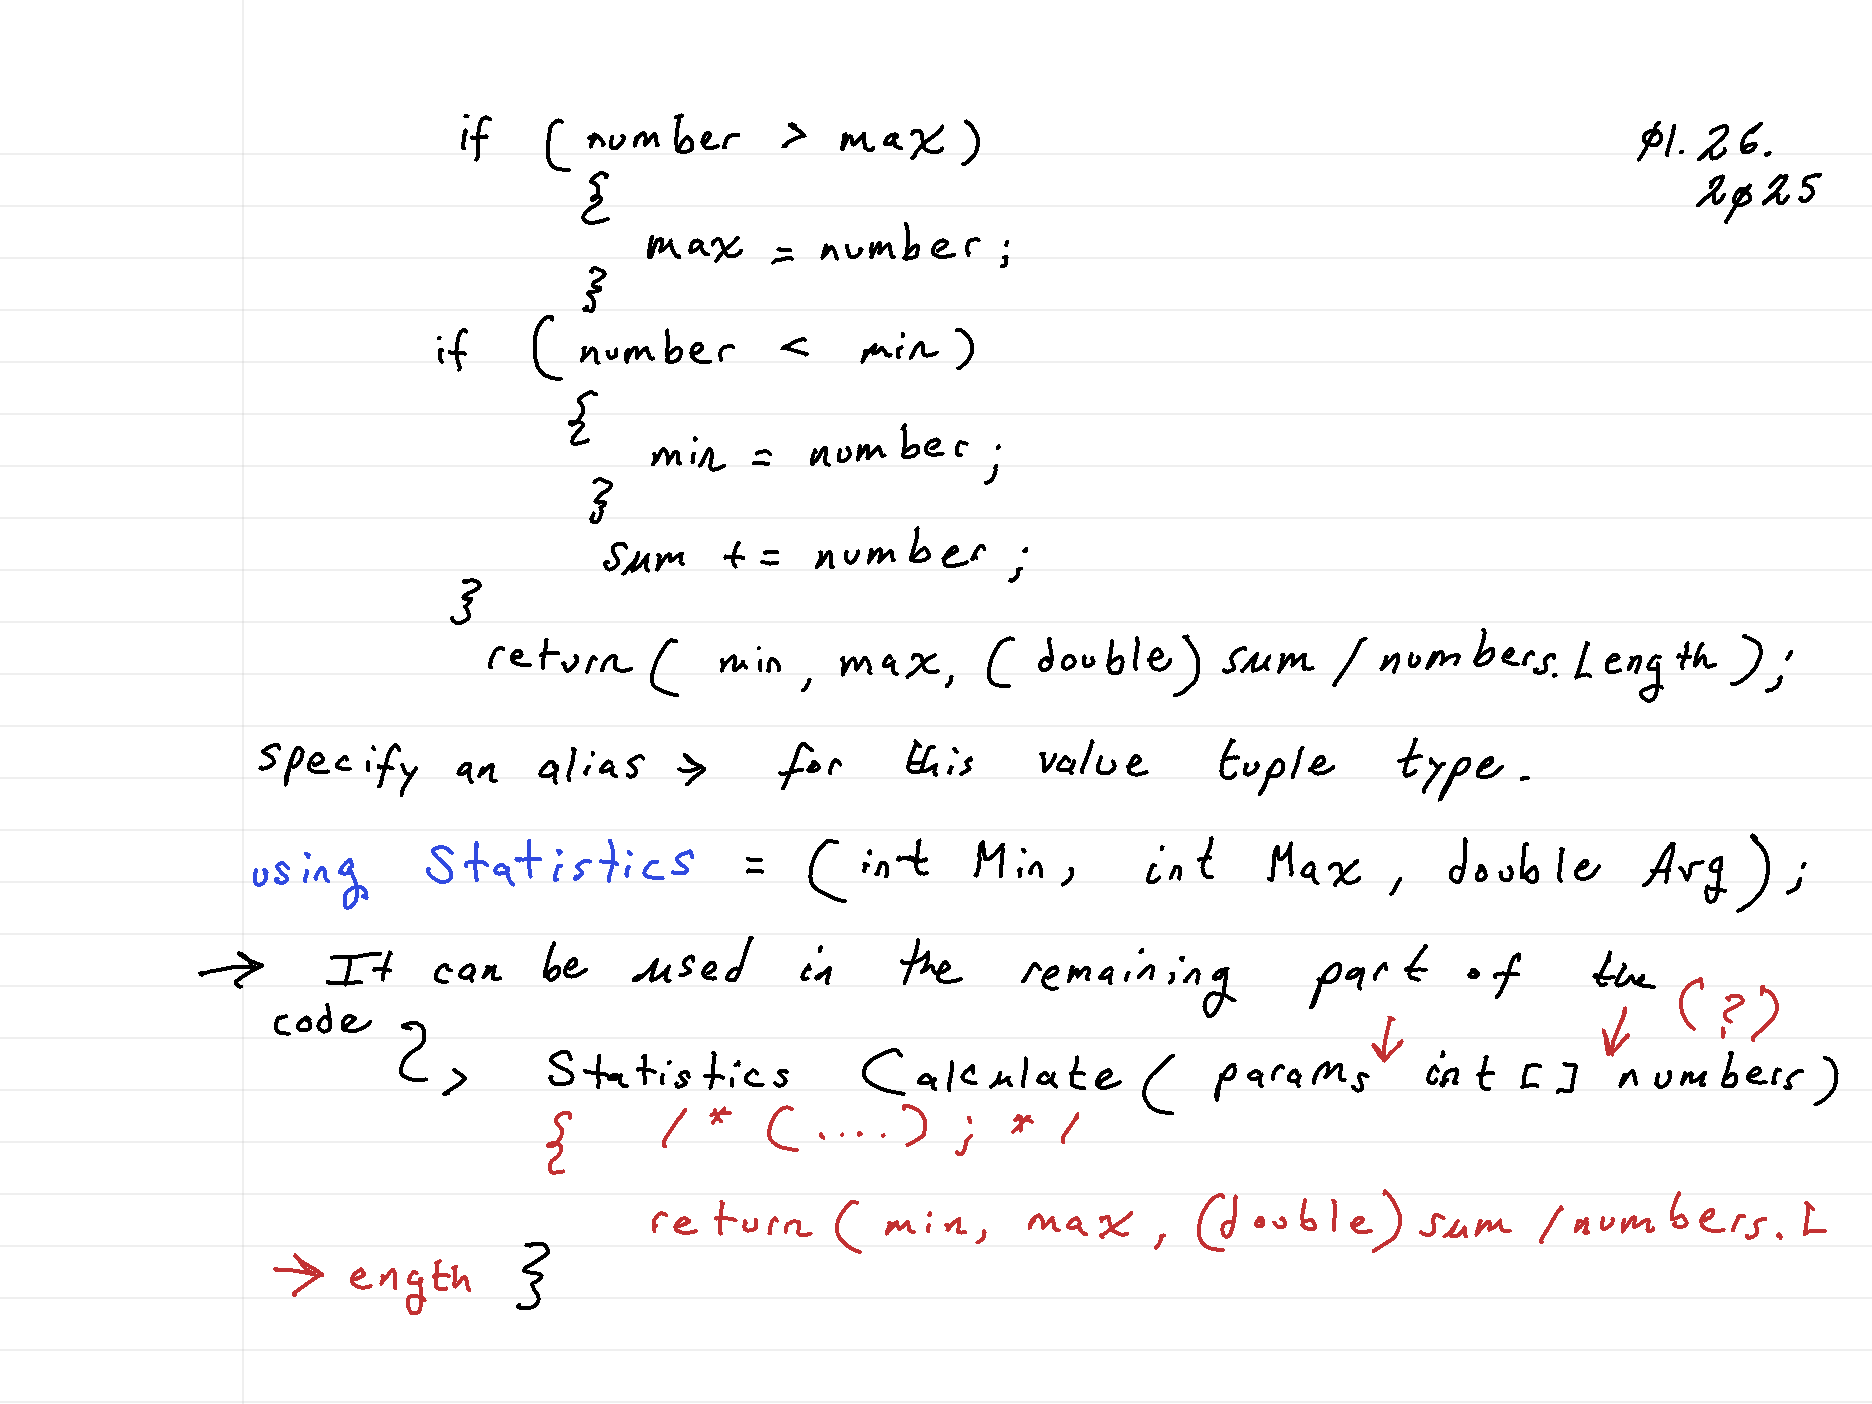 if (number > max)
Ø1.26.
2Ø25
{
max = number;
}
if (number < min)
{
min = number;
}
sum += number;
}
return( min, max, (double) sum / numbers.Length );
specify an alias → for this value tuple type.
using Statistics = (int Min, int Max, double Avg);
→ It can be used in the remaining part of the
code
(?)
↓ ↓
> Statistics Calculate( params int [] numbers)
{ /* (....); */
return( min, max, (double) sum / numbers.L
→ ength }